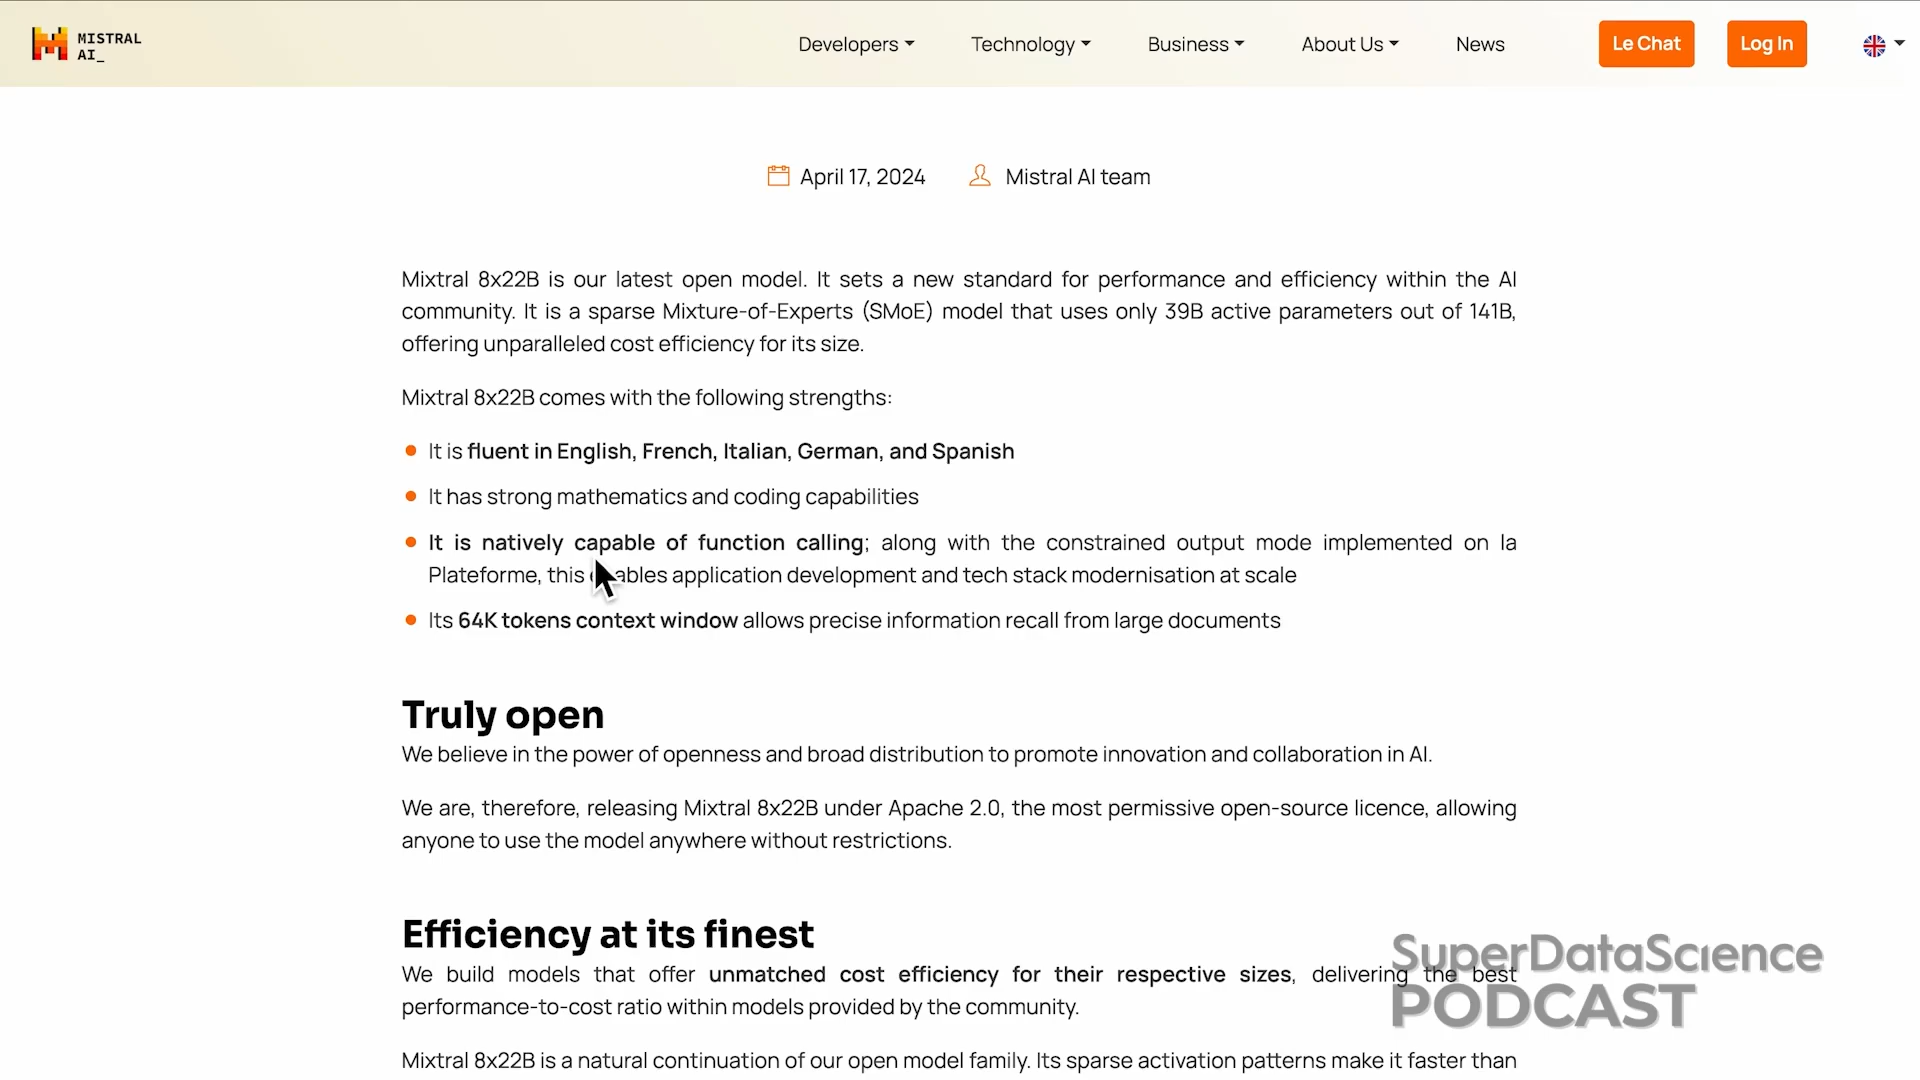 MISTRAL
AI_
Developers
Technology
Business
About Us
News
Le Chat
Log In
April 17, 2024
Mistral AI team
Mixtral 8x22B is our latest open model. It sets a new standard for performance and efficiency within the AI
community. It is a sparse Mixture-of-Experts (SMoE) model that uses only 39B active parameters out of 141B,
offering unparalleled cost efficiency for its size.
Mixtral 8x22B comes with the following strengths:
It is fluent in English, French, Italian, German, and Spanish
It has strong mathematics and coding capabilities
It is natively capable of function calling; along with the constrained output mode implemented on la
Plateforme, this enables application development and tech stack modernisation at scale
Its 64K tokens context window allows precise information recall from large documents
Truly open
We believe in the power of openness and broad distribution to promote innovation and collaboration in AI.
We are, therefore, releasing Mixtral 8x22B under Apache 2.0, the most permissive open-source licence, allowing
anyone to use the model anywhere without restrictions.
Efficiency at its finest
We build models that offer unmatched cost efficiency for their respective sizes, delivering the best
performance-to-cost ratio within models provided by the community.
Mixtral 8x22B is a natural continuation of our open model family. Its sparse activation patterns make it faster than
SuperDataScience
PODCAST